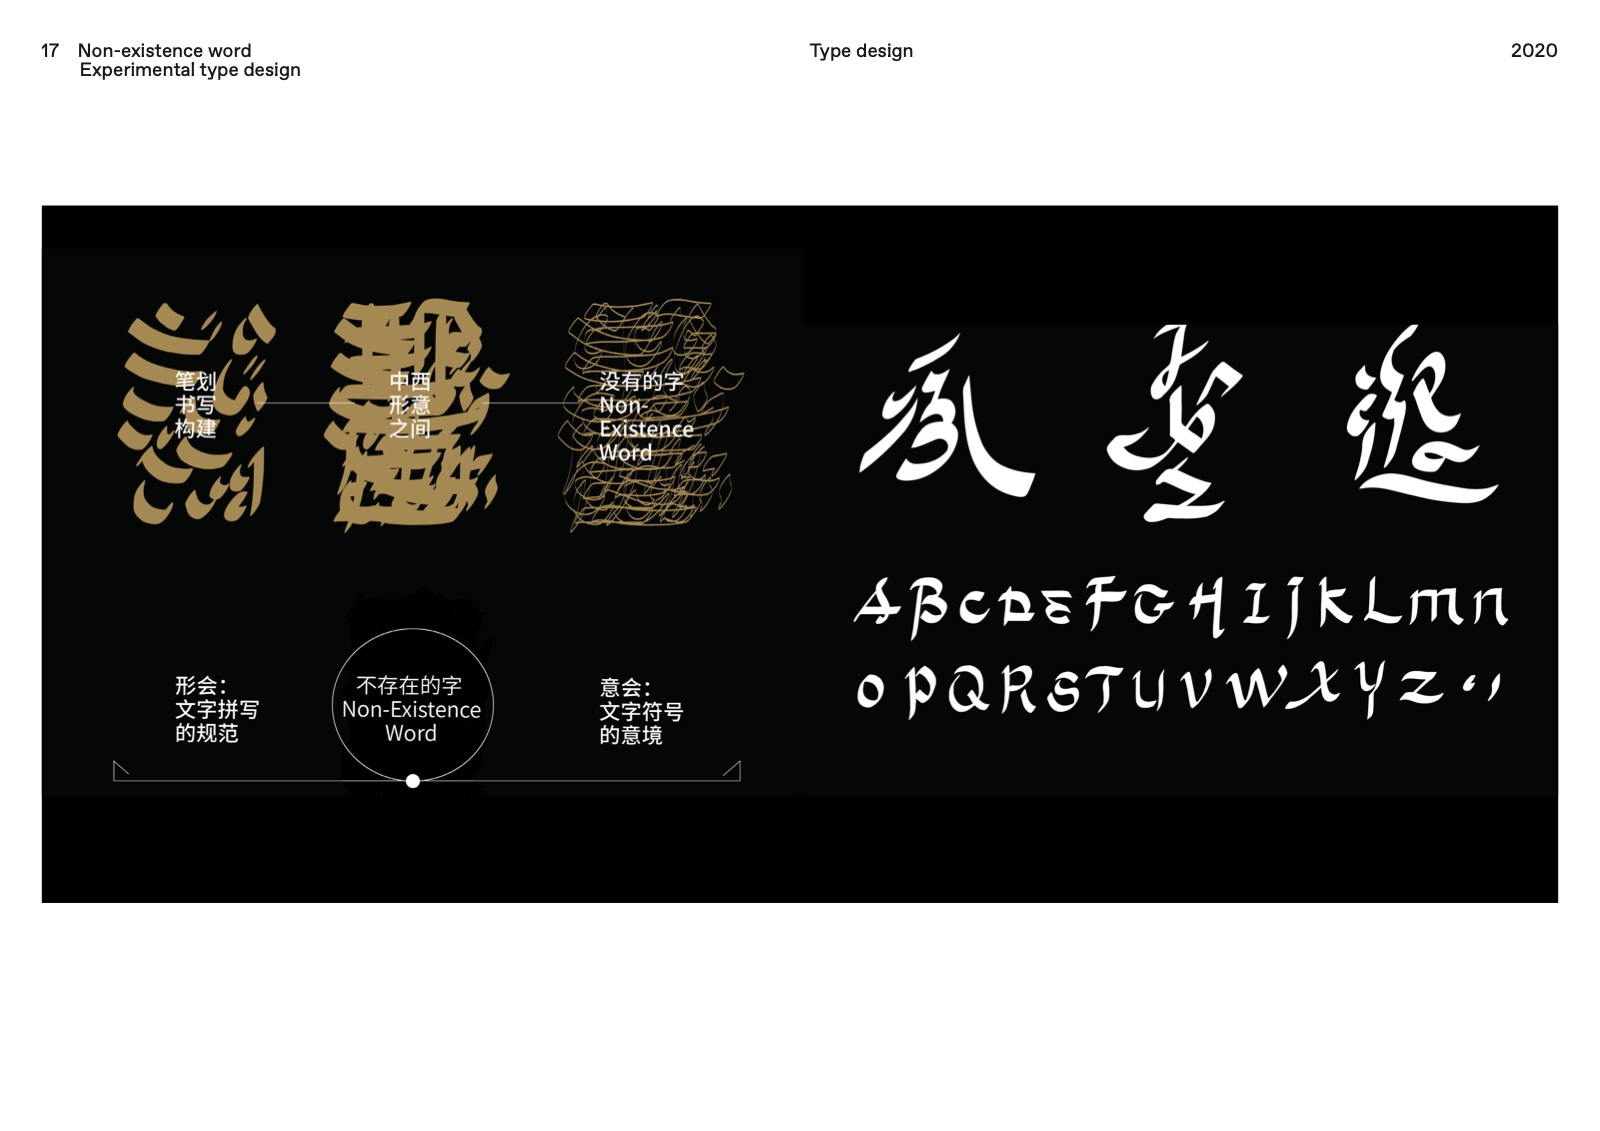 17 Non-existence word
Experimental type design
Type design
2020
笔划
书写
构建
中西
形意
之间
没有的字
Non-
Existence
Word
形会：
文字拼写
的规范
不存在的字
Non-Existence
Word
意会：
文字符号
的意境
A B C D E F G H I J K L m n
O P Q R S T U V W X Y Z